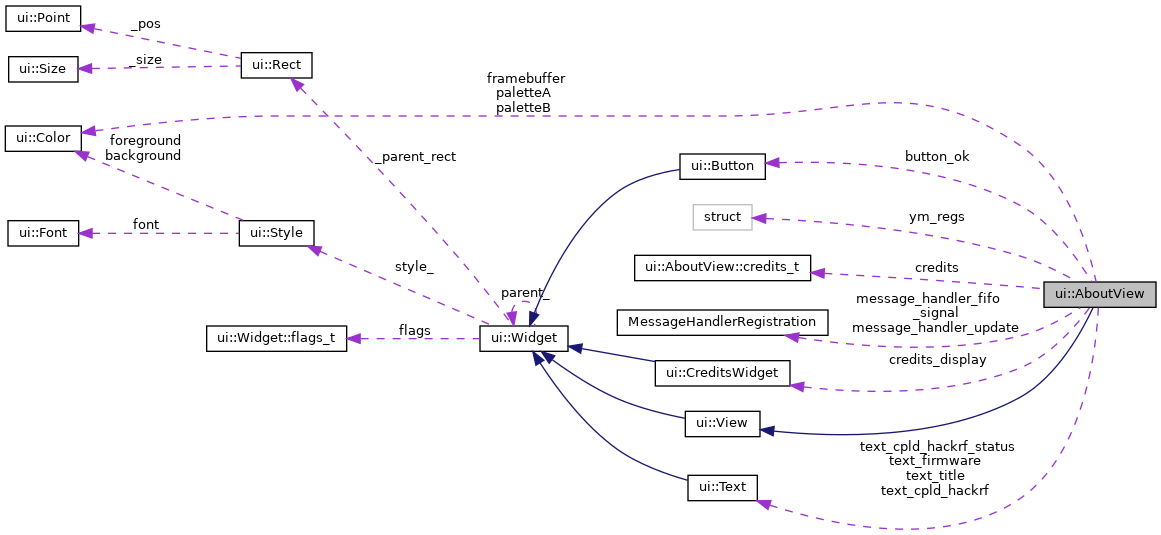 ui::Point
_pos
ui::Rect
ui::Size
_size
framebuffer
paletteA
paletteB
ui::Color
foreground
background
_parent_rect
button_ok
ui::Button
struct
ym_regs
ui::Font
font
ui::Style
style_
ui::AboutView::credits_t
credits
parent_
ui::AboutView
message_handler_fifo
_signal
message_handler_update
MessageHandlerRegistration
ui::Widget::flags_t
flags
ui::Widget
credits_display
ui::CreditsWidget
ui::View
text_cpld_hackrf_status
text_firmware
text_title
text_cpld_hackrf
ui::Text